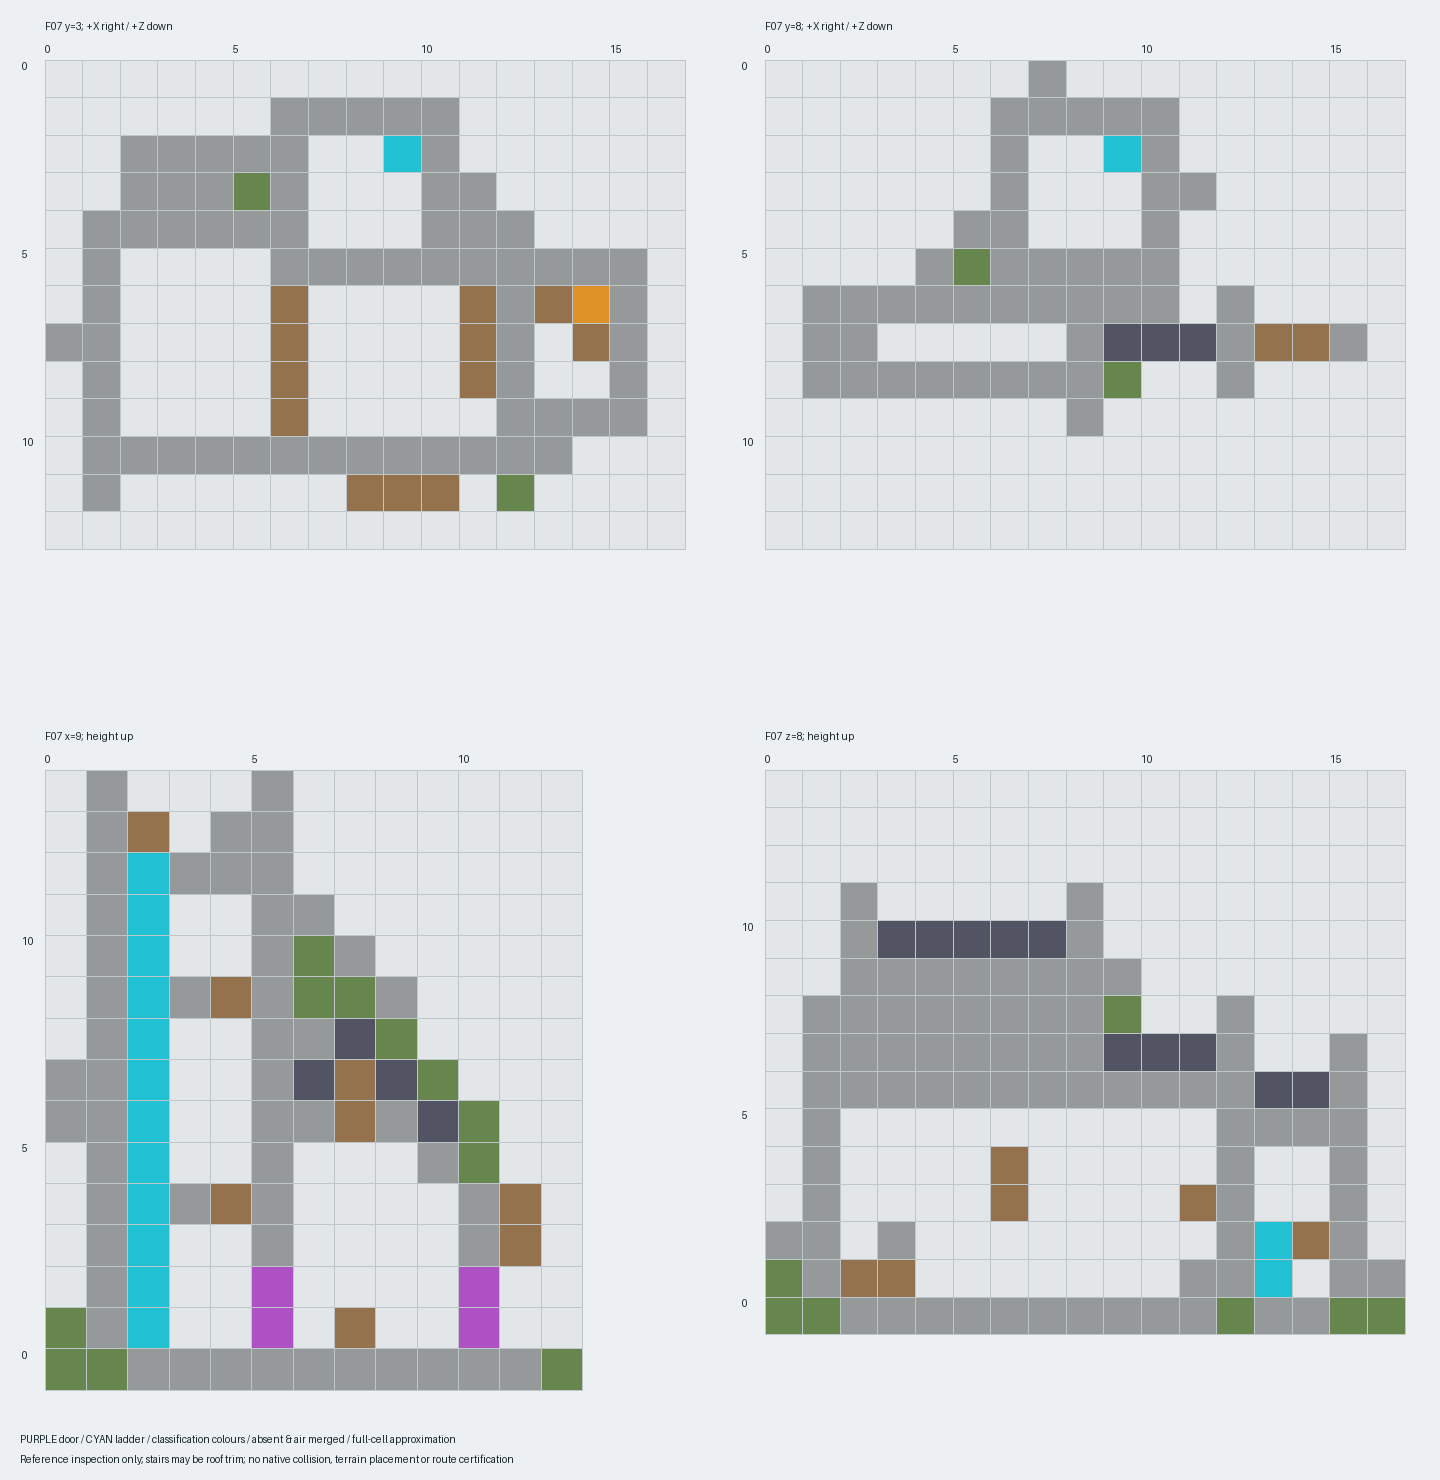 F07 y=3; +X right / +Z down
0 5 10 15
0
5
10
F07 y=8; +X right / +Z down
0 5 10 15
0
5
10
F07 x=9; height up
0 5 10
10
5
0
F07 z=8; height up
0 5 10 15
10
5
0
PURPLE door / CYAN ladder / classification colours / absent & air merged / full-cell approximation
Reference inspection only; stairs may be roof trim; no native collision, terrain placement or route certification